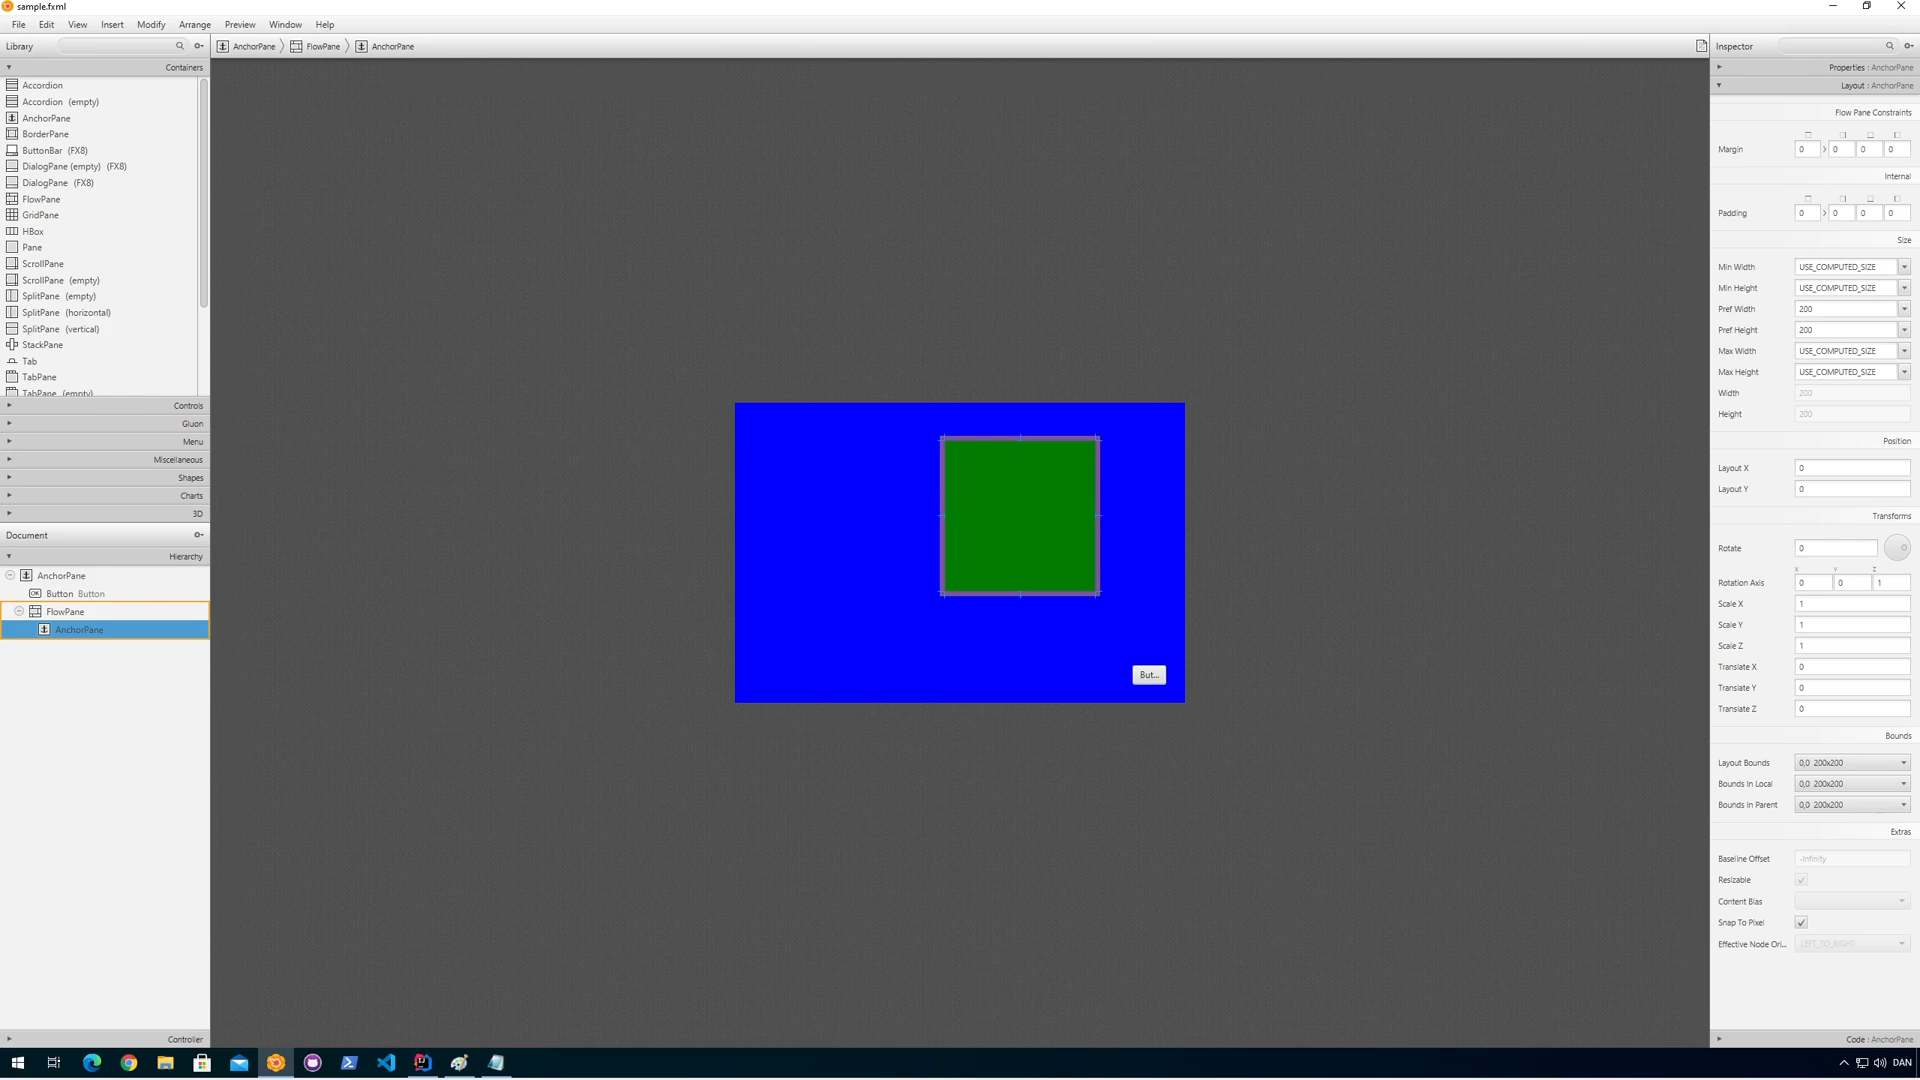 sample.fxml
File Edit View Insert Modify Arrange Preview Window Help
Library
AnchorPane FlowPane AnchorPane
Inspector
Containers
Accordion
Accordion (empty)
AnchorPane
BorderPane
ButtonBar (FX8)
DialogPane (empty) (FX8)
DialogPane (FX8)
FlowPane
GridPane
HBox
Pane
ScrollPane
ScrollPane (empty)
SplitPane (empty)
SplitPane (horizontal)
SplitPane (vertical)
StackPane
Tab
TabPane
TabPane (empty)
Controls
Gluon
Menu
Miscellaneous
Shapes
Charts
3D
Document
Hierarchy
AnchorPane
OK Button Button
FlowPane
AnchorPane
Controller
But...
Properties : AnchorPane
Layout : AnchorPane
Flow Pane Constraints
Margin 0 0 0 0
Internal
Padding 0 0 0 0
Size
Min Width USE_COMPUTED_SIZE
Min Height USE_COMPUTED_SIZE
Pref Width 200
Pref Height 200
Max Width USE_COMPUTED_SIZE
Max Height USE_COMPUTED_SIZE
Width 200
Height 200
Position
Layout X 0
Layout Y 0
Transforms
Rotate 0
X Y Z
Rotation Axis 0 0 1
Scale X 1
Scale Y 1
Scale Z 1
Translate X 0
Translate Y 0
Translate Z 0
Bounds
Layout Bounds 0,0 200x200
Bounds In Local 0,0 200x200
Bounds In Parent 0,0 200x200
Extras
Baseline Offset -Infinity
Resizable
Content Bias
Snap To Pixel
Effective Node Ori... LEFT_TO_RIGHT
Code : AnchorPane
DAN